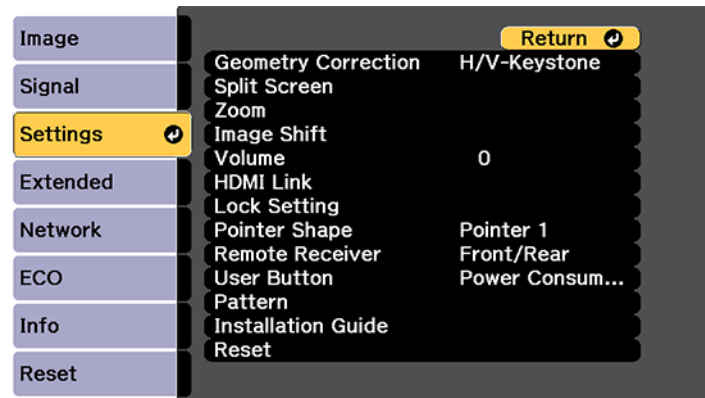 Image
Signal
Settings
Extended
Network
ECO
Info
Reset
Return
Geometry Correction H/V-Keystone
Split Screen
Zoom
Image Shift
Volume 0
HDMI Link
Lock Setting
Pointer Shape Pointer 1
Remote Receiver Front/Rear
User Button Power Consum...
Pattern
Installation Guide
Reset